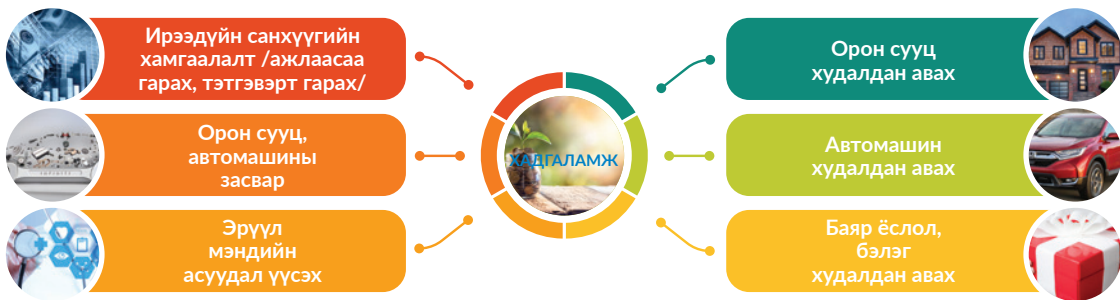 Ирээдүйн санхүүгийн
хамгаалалт /ажлаасаа
гарах, тэтгэвэрт гарах/
Орон сууц,
автомашины
засвар
Эрүүл
мэндийн
асуудал үүсэх
ХАДГАЛАМЖ
Орон сууц
худалдан авах
Автомашин
худалдан авах
Баяр ёслол,
бэлэг
худалдан авах